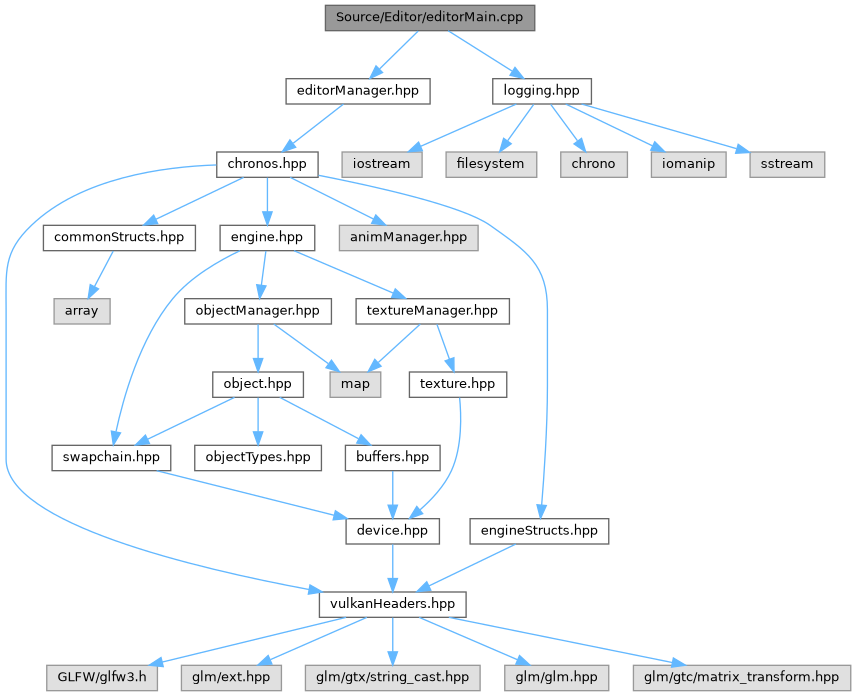 Source/Editor/editorMain.cpp
editorManager.hpp
logging.hpp
chronos.hpp
iostream
filesystem
chrono
iomanip
sstream
commonStructs.hpp
engine.hpp
animManager.hpp
array
objectManager.hpp
textureManager.hpp
object.hpp
map
texture.hpp
swapchain.hpp
objectTypes.hpp
buffers.hpp
device.hpp
engineStructs.hpp
vulkanHeaders.hpp
GLFW/glfw3.h
glm/ext.hpp
glm/gtx/string_cast.hpp
glm/glm.hpp
glm/gtc/matrix_transform.hpp